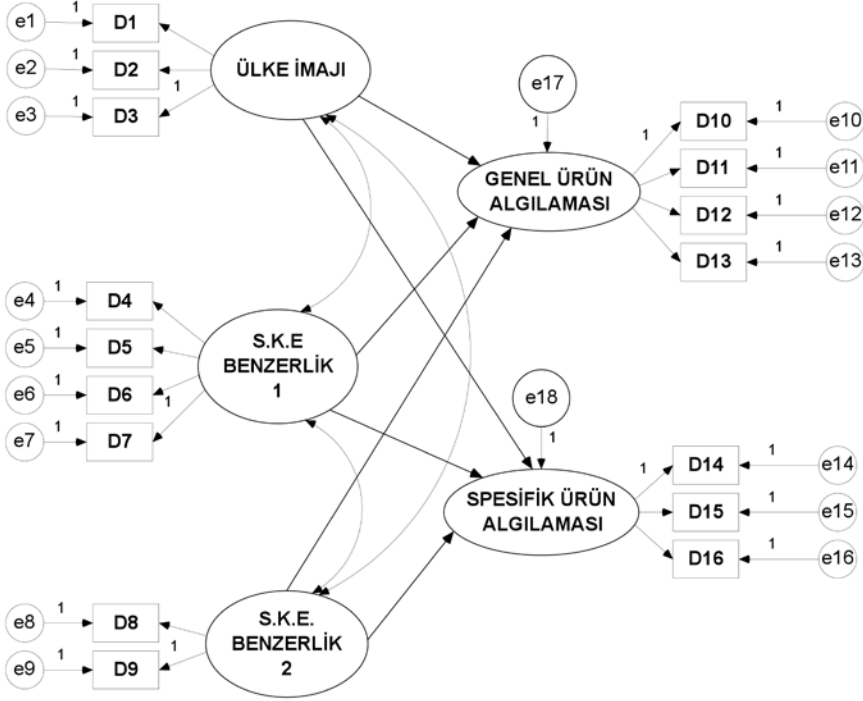 e1 1 D1
e2 1 D2
e3 1 D3
1
ÜLKE İMAJI
e17
1
GENEL ÜRÜN
ALGILAMASI
1
D10 1 e10
D11 1 e11
D12 1 e12
D13 1 e13
e4 1 D4
e5 1 D5
e6 1 D6
e7 1 D7
1
S.K.E
BENZERLİK
1
e18
1
SPESİFİK ÜRÜN
ALGILAMASI
1
D14 1 e14
D15 1 e15
D16 1 e16
e8 1 D8
e9 1 D9
1
S.K.E.
BENZERLİK
2